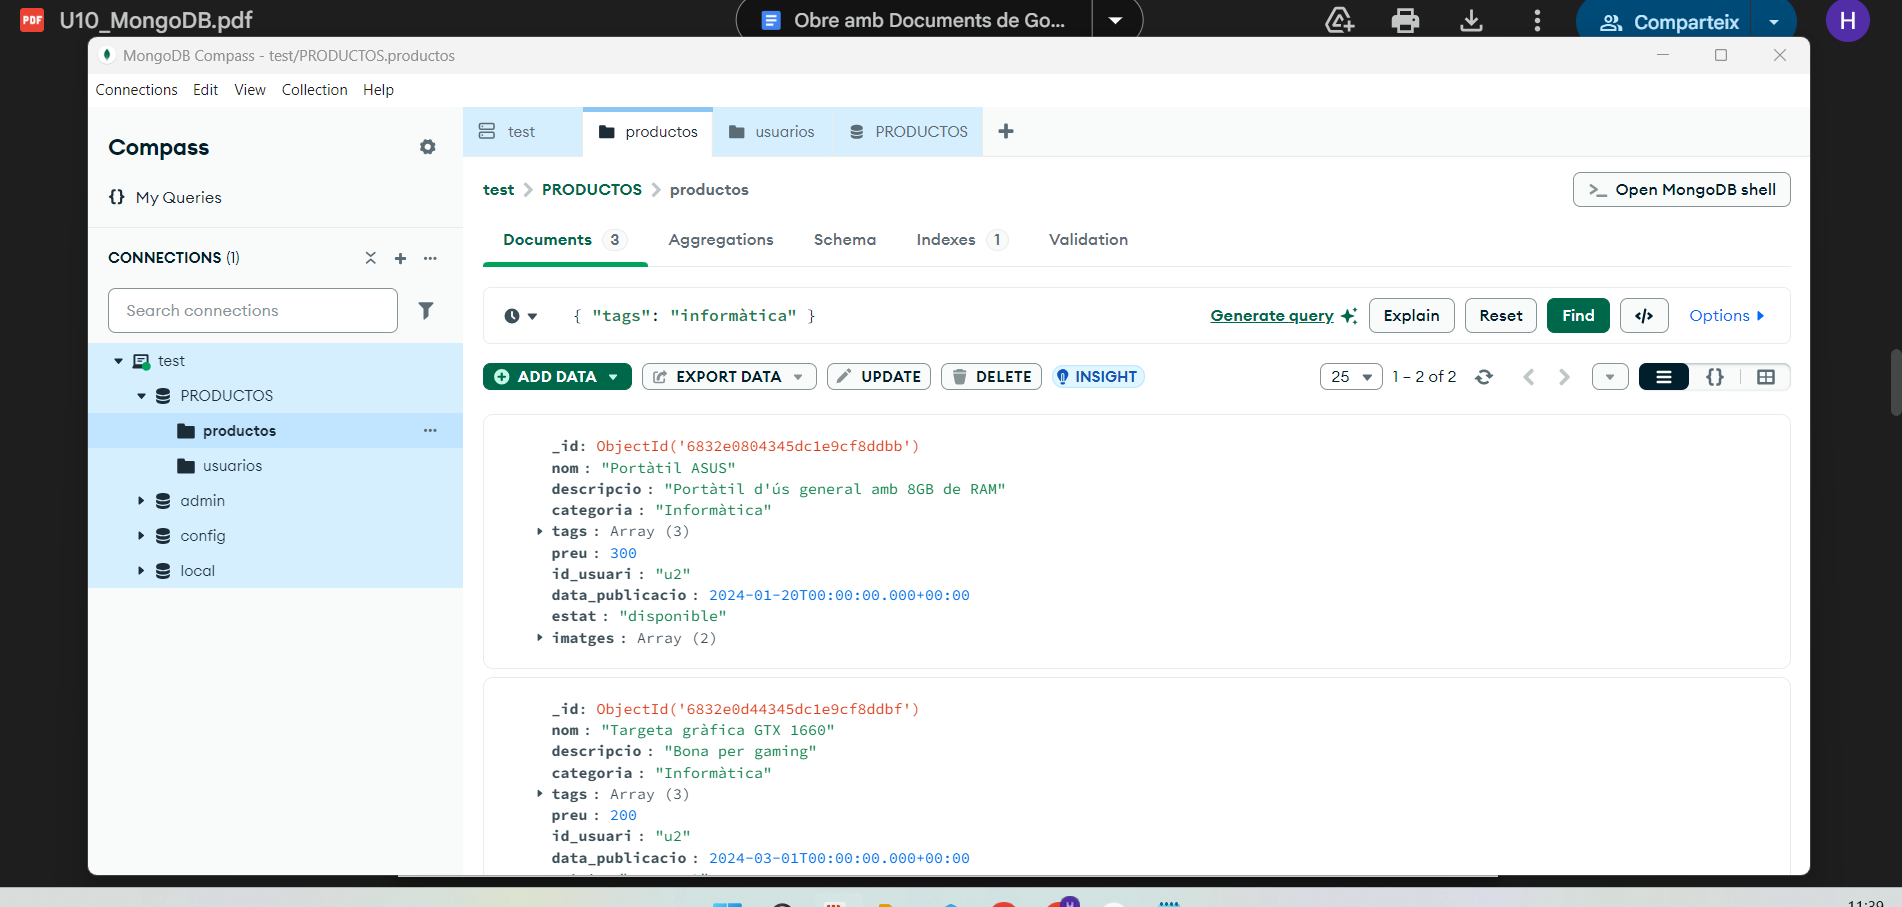 PDF U10_MongoDB.pdf
Obre amb Documents de Go...
Comparteix
H
MongoDB Compass - test/PRODUCTOS.productos
Connections Edit View Collection Help
Compass
{} My Queries
CONNECTIONS (1)
Search connections
test
PRODUCTOS
productos
usuarios
admin
config
local
test productos usuarios PRODUCTOS
test > PRODUCTOS > productos
>_ Open MongoDB shell
Documents 3 Aggregations Schema Indexes 1 Validation
{ "tags": "informàtica" }
Generate query Explain Reset Find </> Options
ADD DATA EXPORT DATA UPDATE DELETE INSIGHT
25 1 – 2 of 2 {}
_id: ObjectId('6832e0804345dc1e9cf8ddbb')
nom : "Portàtil ASUS"
descripcio : "Portàtil d'ús general amb 8GB de RAM"
categoria : "Informàtica"
tags : Array (3)
preu : 300
id_usuari : "u2"
data_publicacio : 2024-01-20T00:00:00.000+00:00
estat : "disponible"
imatges : Array (2)
_id: ObjectId('6832e0d44345dc1e9cf8ddbf')
nom : "Targeta gràfica GTX 1660"
descripcio : "Bona per gaming"
categoria : "Informàtica"
tags : Array (3)
preu : 200
id_usuari : "u2"
data_publicacio : 2024-03-01T00:00:00.000+00:00
11:39